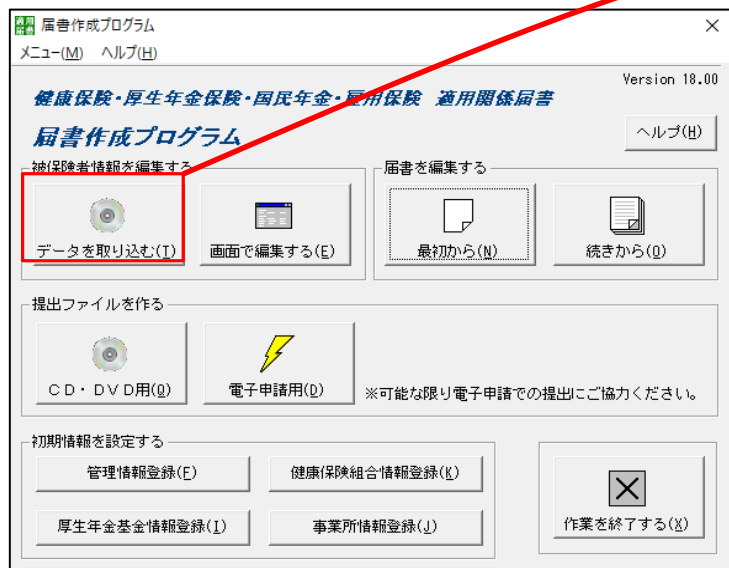 届書作成プログラム
メニュー(M) ヘルプ(H)
Version 18.00
健康保険・厚生年金保険・国民年金・雇用保険 適用関係届書
届書作成プログラム
ヘルプ(H)
被保険者情報を編集する
データを取り込む(T)
画面で編集する(E)
届書を編集する
最初から(N)
続きから(O)
提出ファイルを作る
CD・DVD用(Q)
電子申請用(D)
※可能な限り電子申請での提出にご協力ください。
初期情報を設定する
管理情報登録(F)
健康保険組合情報登録(K)
厚生年金基金情報登録(I)
事業所情報登録(J)
作業を終了する(X)